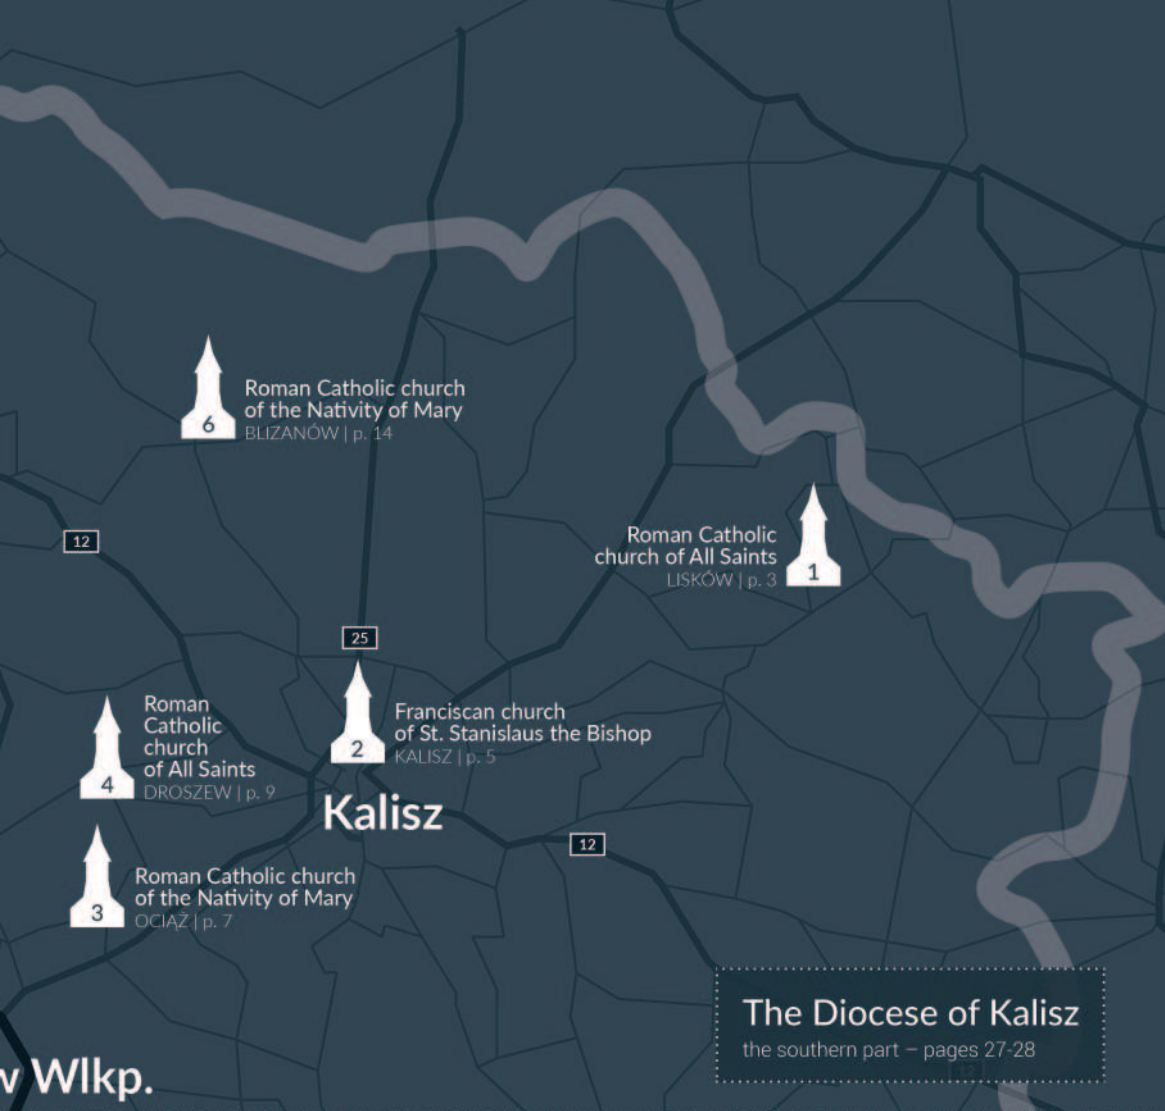 Roman Catholic church
of the Nativity of Mary
BLIZANÓW | p. 14
6
12
Roman Catholic
church of All Saints
LISKÓW | p. 3
1
25
Roman
Catholic
church
of All Saints
DROSZEW | p. 9
4
Franciscan church
of St. Stanislaus the Bishop
KALISZ | p. 5
2
Kalisz
12
Roman Catholic church
of the Nativity of Mary
OCIĄŻ | p. 7
3
The Diocese of Kalisz
the southern part – pages 27-28
12
w Wlkp.